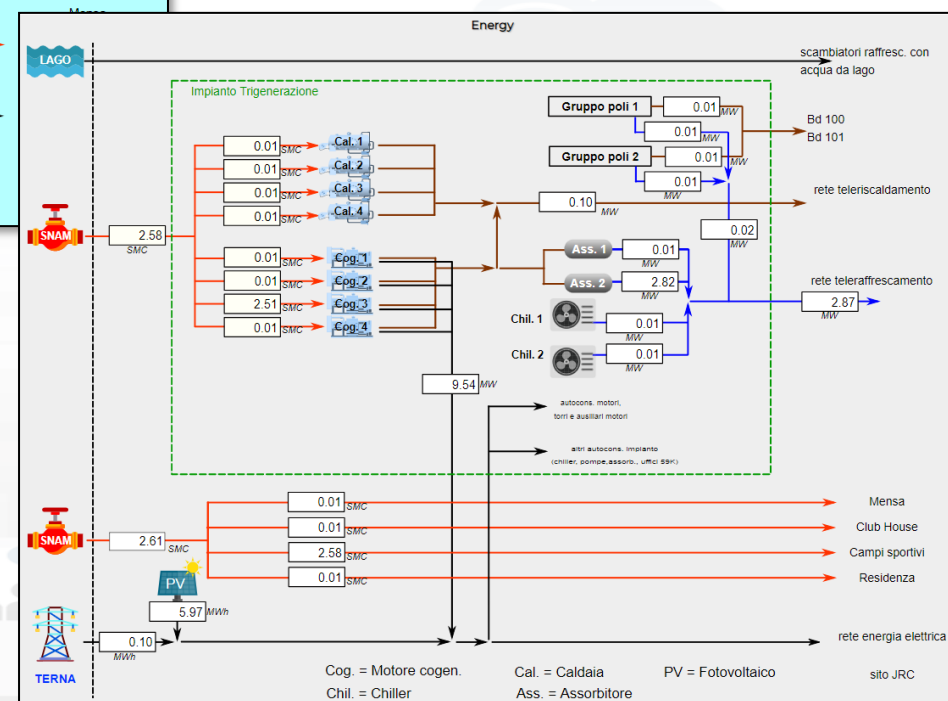 Mensa
Energy
LAGO
scambiatori raffresc. con
acqua da lago
Impianto Trigenerazione
Gruppo poli 1
0.01 MW
0.01 MW
Bd 100
Bd 101
Gruppo poli 2
0.01 MW
0.01 MW
0.01 SMC Cal. 1
0.01 SMC Cal. 2
0.01 SMC Cal. 3
0.01 SMC Cal. 4
rete teleriscaldamento
0.10 MW
SNAM
2.58 SMC
0.02 MW
0.01 SMC Cog. 1
0.01 SMC Cog. 2
2.51 SMC Cog. 3
0.01 SMC Cog. 4
Ass. 1 0.01 MW
Ass. 2 2.82 MW
rete teleraffrescamento
2.87 MW
Chil. 1
0.01 MW
Chil. 2
0.01 MW
9.54 MW
autocons. motori,
torri e ausiliari motori
altri autocons. impianto
(chiller, pompe,assorb., uffici 59K)
SNAM
2.61 SMC
0.01 SMC Mensa
0.01 SMC Club House
2.58 SMC Campi sportivi
0.01 SMC Residenza
PV
5.97 MWh
0.10 MWh
TERNA
rete energia elettrica
sito JRC
Cog. = Motore cogen. Cal. = Caldaia PV = Fotovoltaico
Chil. = Chiller Ass. = Assorbitore